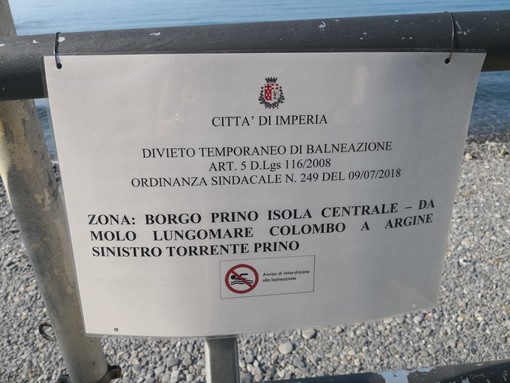 CITTA' DI IMPERIA
DIVIETO TEMPORANEO DI BALNEAZIONE
ART. 5 D.Lgs 116/2008
ORDINANZA SINDACALE N. 249 DEL 09/07/2018
ZONA: BORGO PRINO ISOLA CENTRALE – DA
MOLO LUNGOMARE COLOMBO A ARGINE
SINISTRO TORRENTE PRINO
Avviso di interdizione
alla balneazione